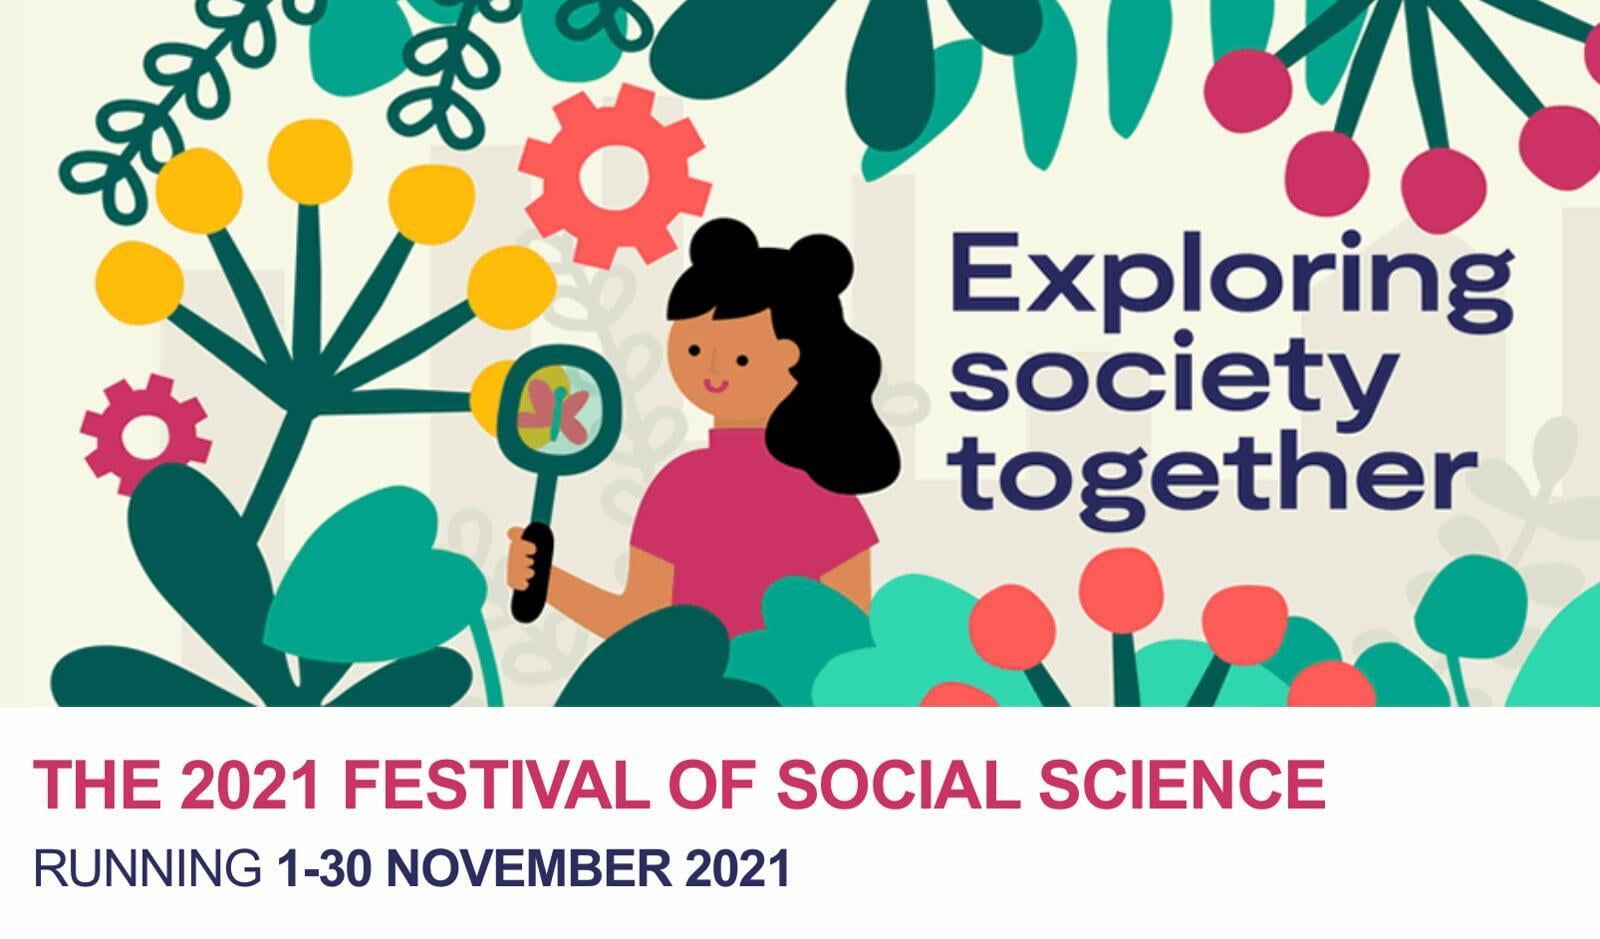 Exploring
society
together
THE 2021 FESTIVAL OF SOCIAL SCIENCE
RUNNING 1-30 NOVEMBER 2021